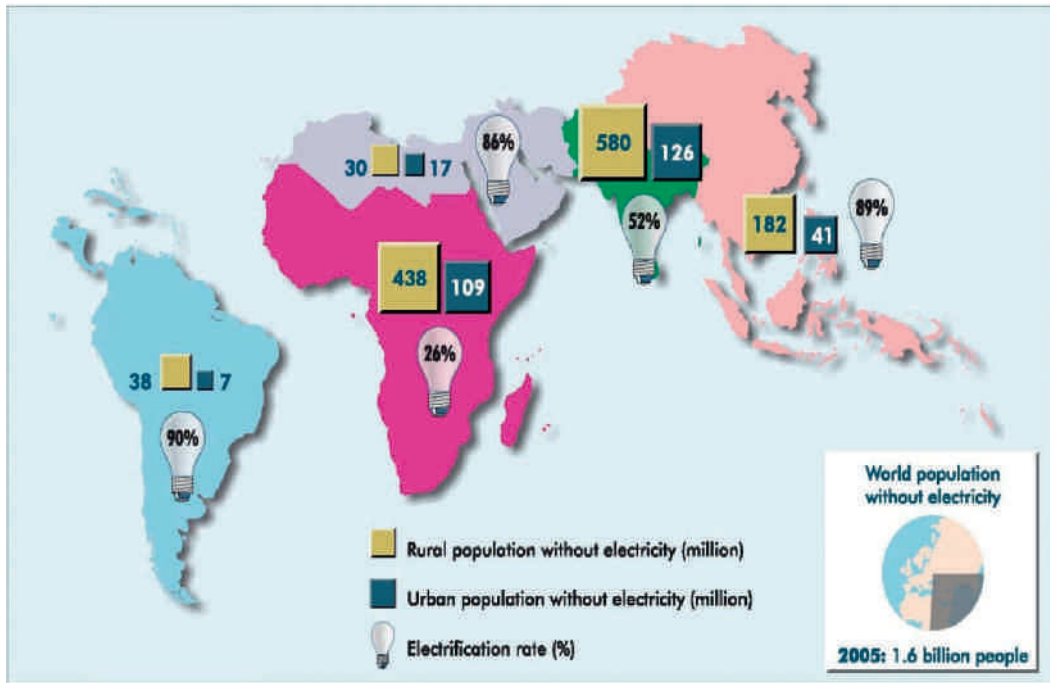 86%
580
126
30
17
52%
182
41
89%
438
109
26%
38
7
90%
World population
without electricity
2005: 1.6 billion people
Rural population without electricity (million)
Urban population without electricity (million)
Electrification rate (%)